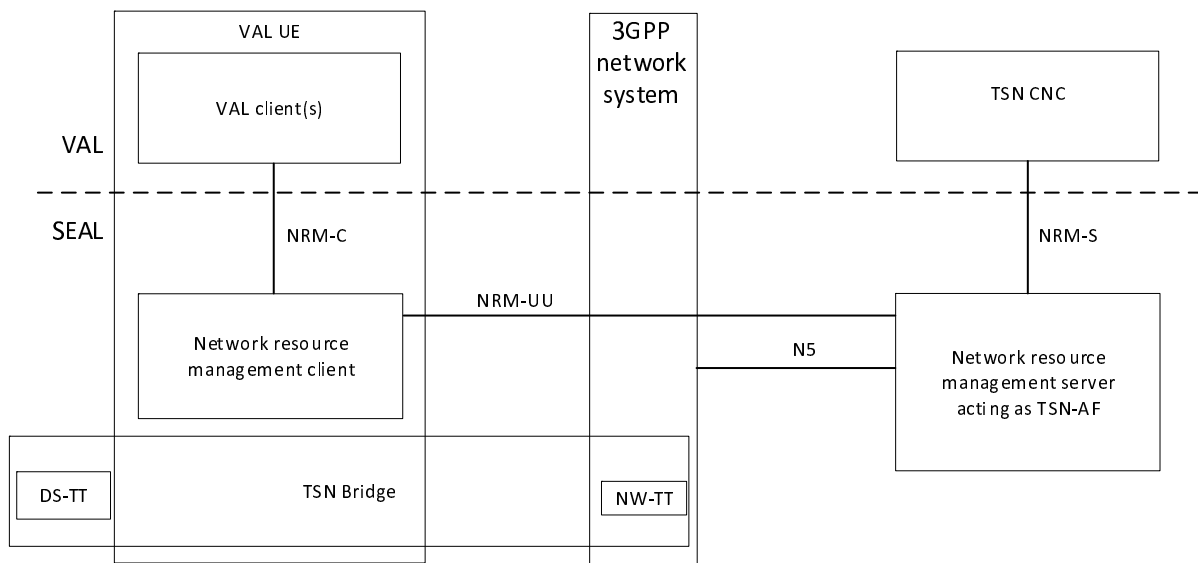 VAL UE
3GPP
network
system
VAL client(s)
TSN CNC
VAL
SEAL
NRM-C
NRM-S
NRM-UU
N5
Network resource
management client
Network resource
management server
acting as TSN-AF
DS-TT
TSN Bridge
NW-TT